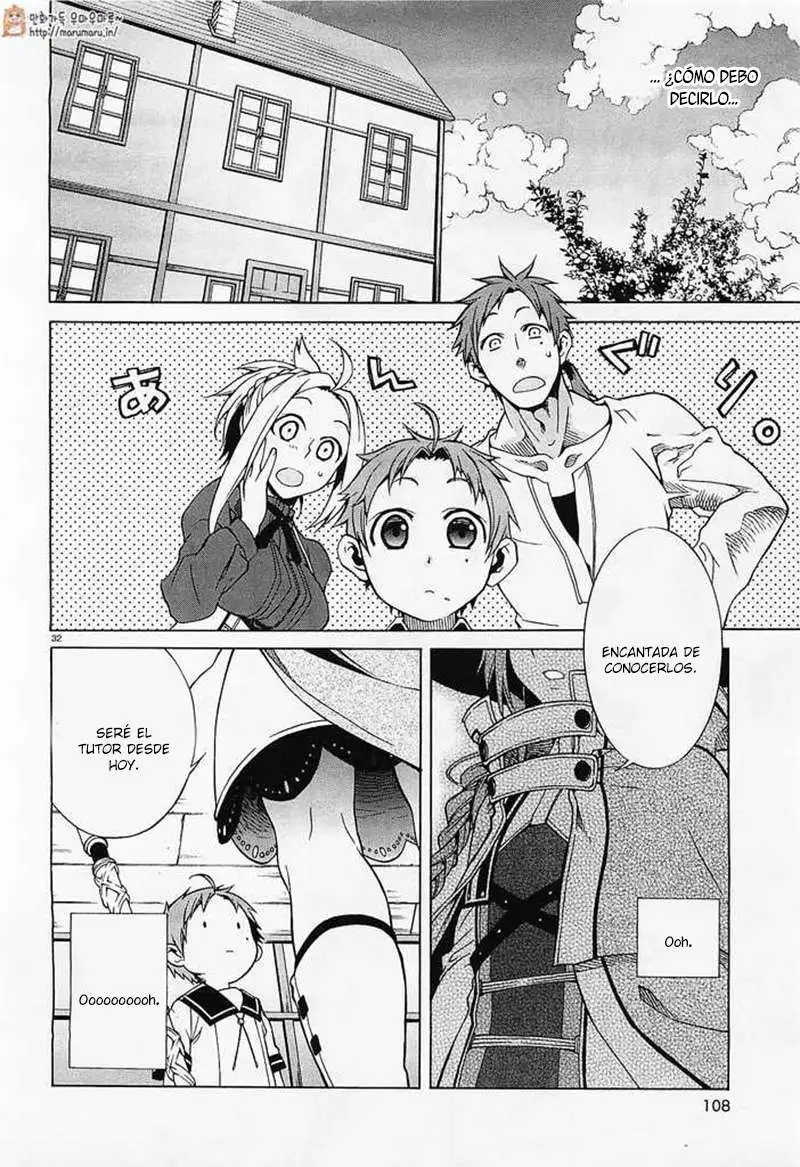 만화가득 우마우마루~
http://marumaru.in/
... ¿CÓMO DEBO
DECIRLO...
あ
ん
ぐ
り。
32
ENCANTADA DE
CONOCERLOS.
Ooh.
SERÉ EL
TUTOR DESDE
HOY.
Oooooooooh.
108